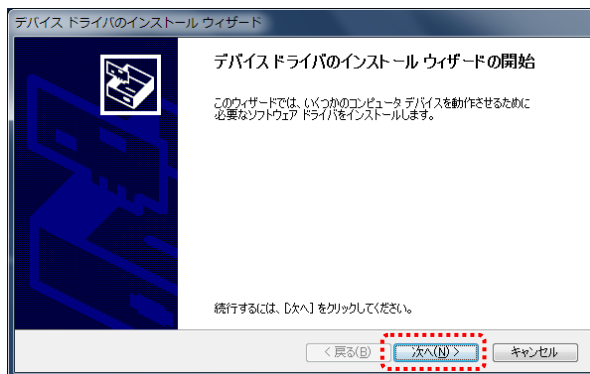 デバイス ドライバのインストール ウィザード
デバイス ドライバのインストール ウィザードの開始
このウィザードでは、いくつかのコンピュータ デバイスを動作させるために
必要なソフトウェア ドライバをインストールします。
続行するには、[次へ] をクリックしてください。
< 戻る(B) 次へ(N) > キャンセル